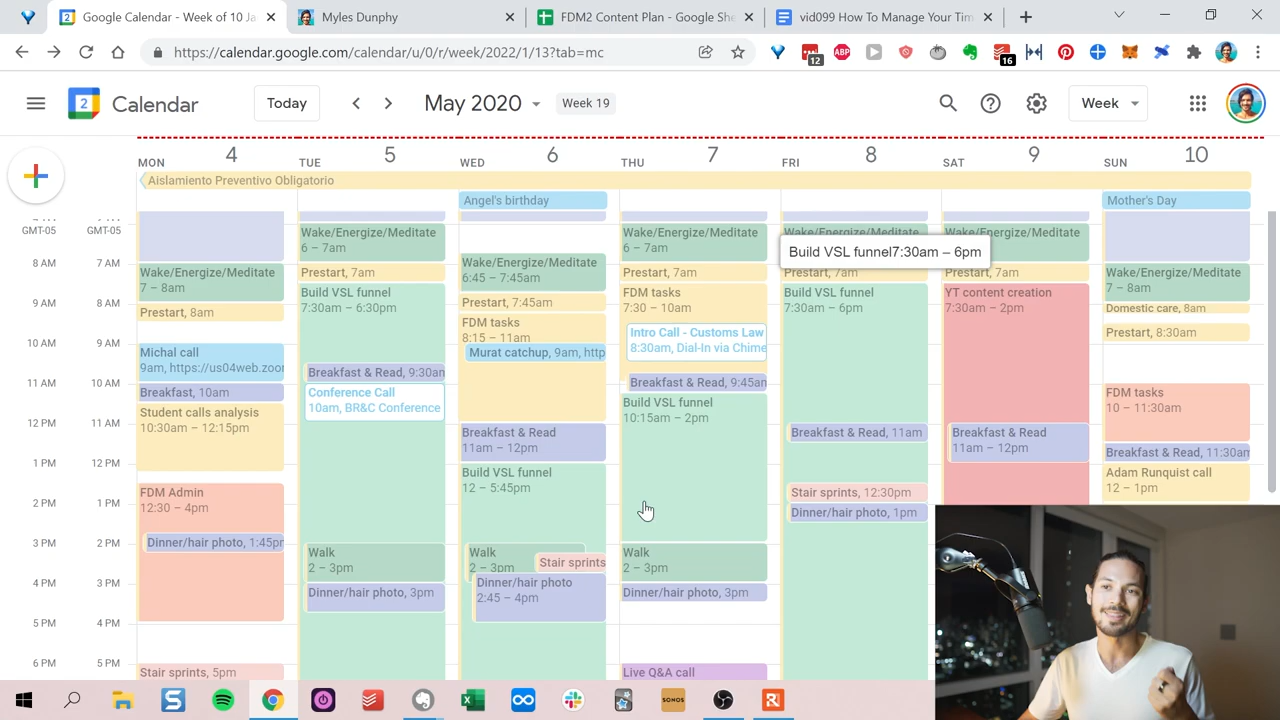 Google Calendar - Week of 10 Ja
Myles Dunphy
FDM2 Content Plan - Google She
vid099 How To Manage Your Tim
https://calendar.google.com/calendar/u/0/r/week/2022/1/13?tab=mc
12
ABP
16
2
Calendar
Today
May 2020
Week 19
Week
MON
4
TUE
5
WED
6
THU
7
FRI
8
SAT
9
SUN
10
Aislamiento Preventivo Obligatorio
Angel's birthday
Mother's Day
GMT-05
8 AM
9 AM
10 AM
11 AM
12 PM
1 PM
2 PM
3 PM
4 PM
5 PM
6 PM
GMT-05
7 AM
8 AM
9 AM
10 AM
11 AM
12 PM
1 PM
2 PM
3 PM
4 PM
5 PM
Wake/Energize/Meditate
7 – 8am
Prestart, 8am
Michal call
9am, https://us04web.zoo
Breakfast, 10am
Student calls analysis
10:30am – 12:15pm
FDM Admin
12:30 – 4pm
Dinner/hair photo, 1:45pr
Stair sprints, 5pm
Wake/Energize/Meditate
6 – 7am
Prestart, 7am
Build VSL funnel
7:30am – 6:30pm
Breakfast & Read, 9:30an
Conference Call
10am, BR&C Conference
Walk
2 – 3pm
Dinner/hair photo, 3pm
Wake/Energize/Meditate
6:45 – 7:45am
Prestart, 7:45am
FDM tasks
8:15 – 11am
Murat catchup, 9am, http
Breakfast & Read
11am – 12pm
Build VSL funnel
12 – 5:45pm
Walk
2 – 3pm
Stair sprints
Dinner/hair photo
2:45 – 4pm
Wake/Energize/Meditate
6 – 7am
Prestart, 7am
FDM tasks
7:30 – 10am
Intro Call - Customs Law
8:30am, Dial-In via Chime
Breakfast & Read, 9:45am
Build VSL funnel
10:15am – 2pm
Walk
2 – 3pm
Dinner/hair photo, 3pm
Live Q&A call
Wake/Energize/Meditate
Build VSL funnel7:30am – 6pm
Prestart, 7am
Build VSL funnel
7:30am – 6pm
Breakfast & Read, 11am
Stair sprints, 12:30pm
Dinner/hair photo, 1pm
Wake/Energize/Meditate
Prestart, 7am
YT content creation
7:30am – 2pm
Breakfast & Read
11am – 12pm
Wake/Energize/Meditate
7 – 8am
Domestic care, 8am
Prestart, 8:30am
FDM tasks
10 – 11:30am
Breakfast & Read, 11:30an
Adam Runquist call
12 – 1pm
SONOS